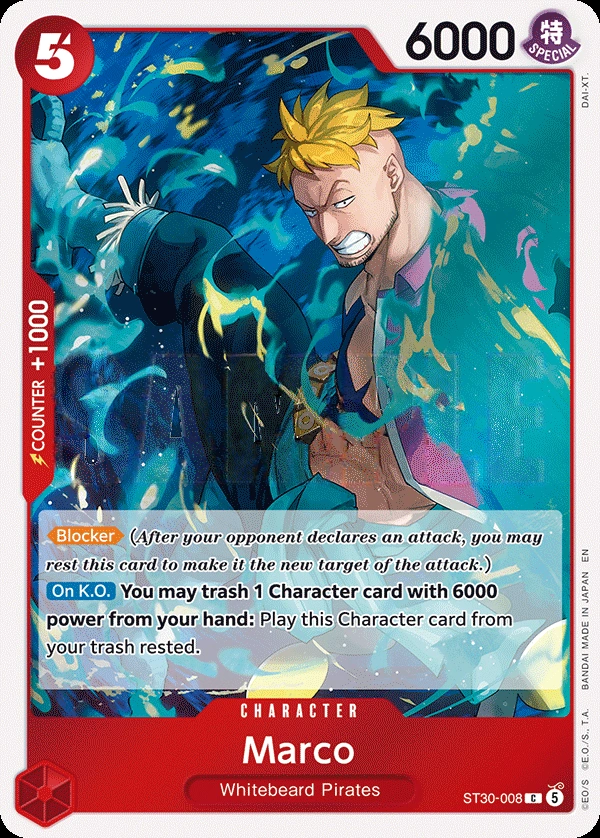 5
6000
特
SPECIAL
DAI-XT.
COUNTER +1000
SAMPLE
Blocker (After your opponent declares an attack, you may
rest this card to make it the new target of the attack.)
On K.O. You may trash 1 Character card with 6000
power from your hand: Play this Character card from
your trash rested.
©EO/S ©E.O./S., T.A. BANDAI MADE IN JAPAN EN
CHARACTER
Marco
Whitebeard Pirates
ST30-008 C 5